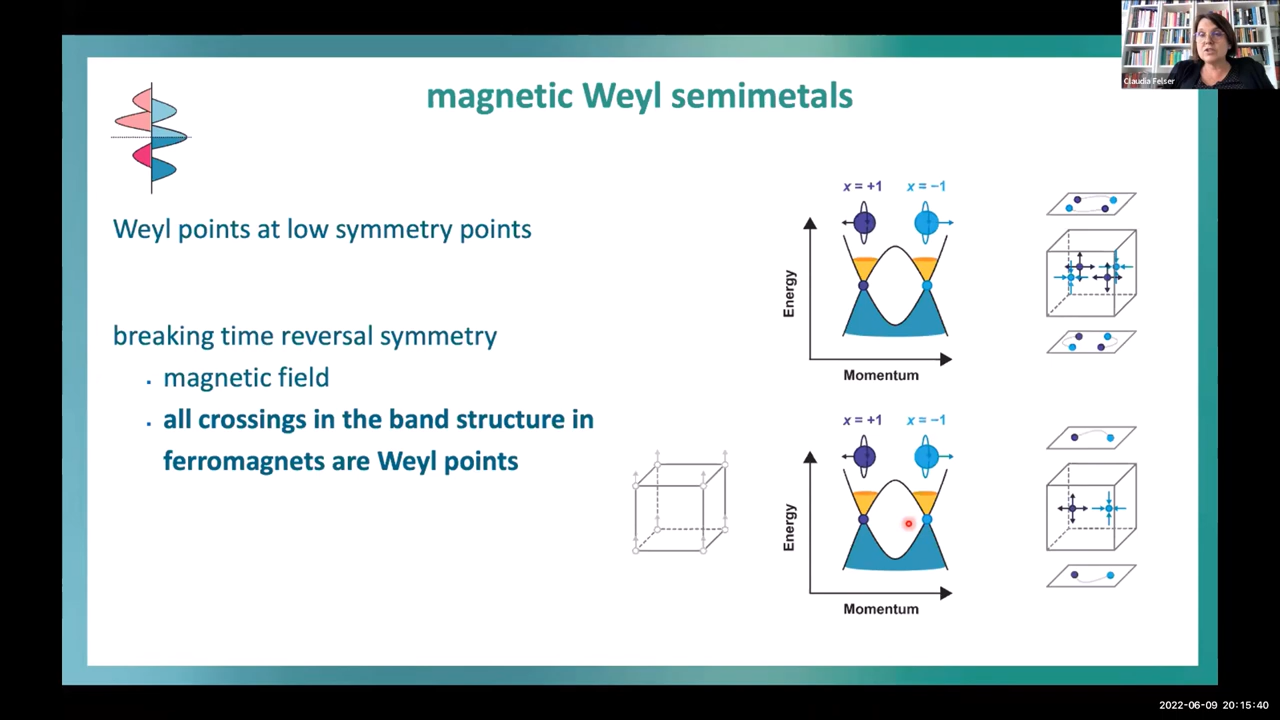 Claudia Felser
magnetic Weyl semimetals
Weyl points at low symmetry points
breaking time reversal symmetry
▪ magnetic field
▪ all crossings in the band structure in
ferromagnets are Weyl points
x = +1 x = −1
Energy
Momentum
x = +1 x = −1
Energy
Momentum
2022-06-09 20:15:40